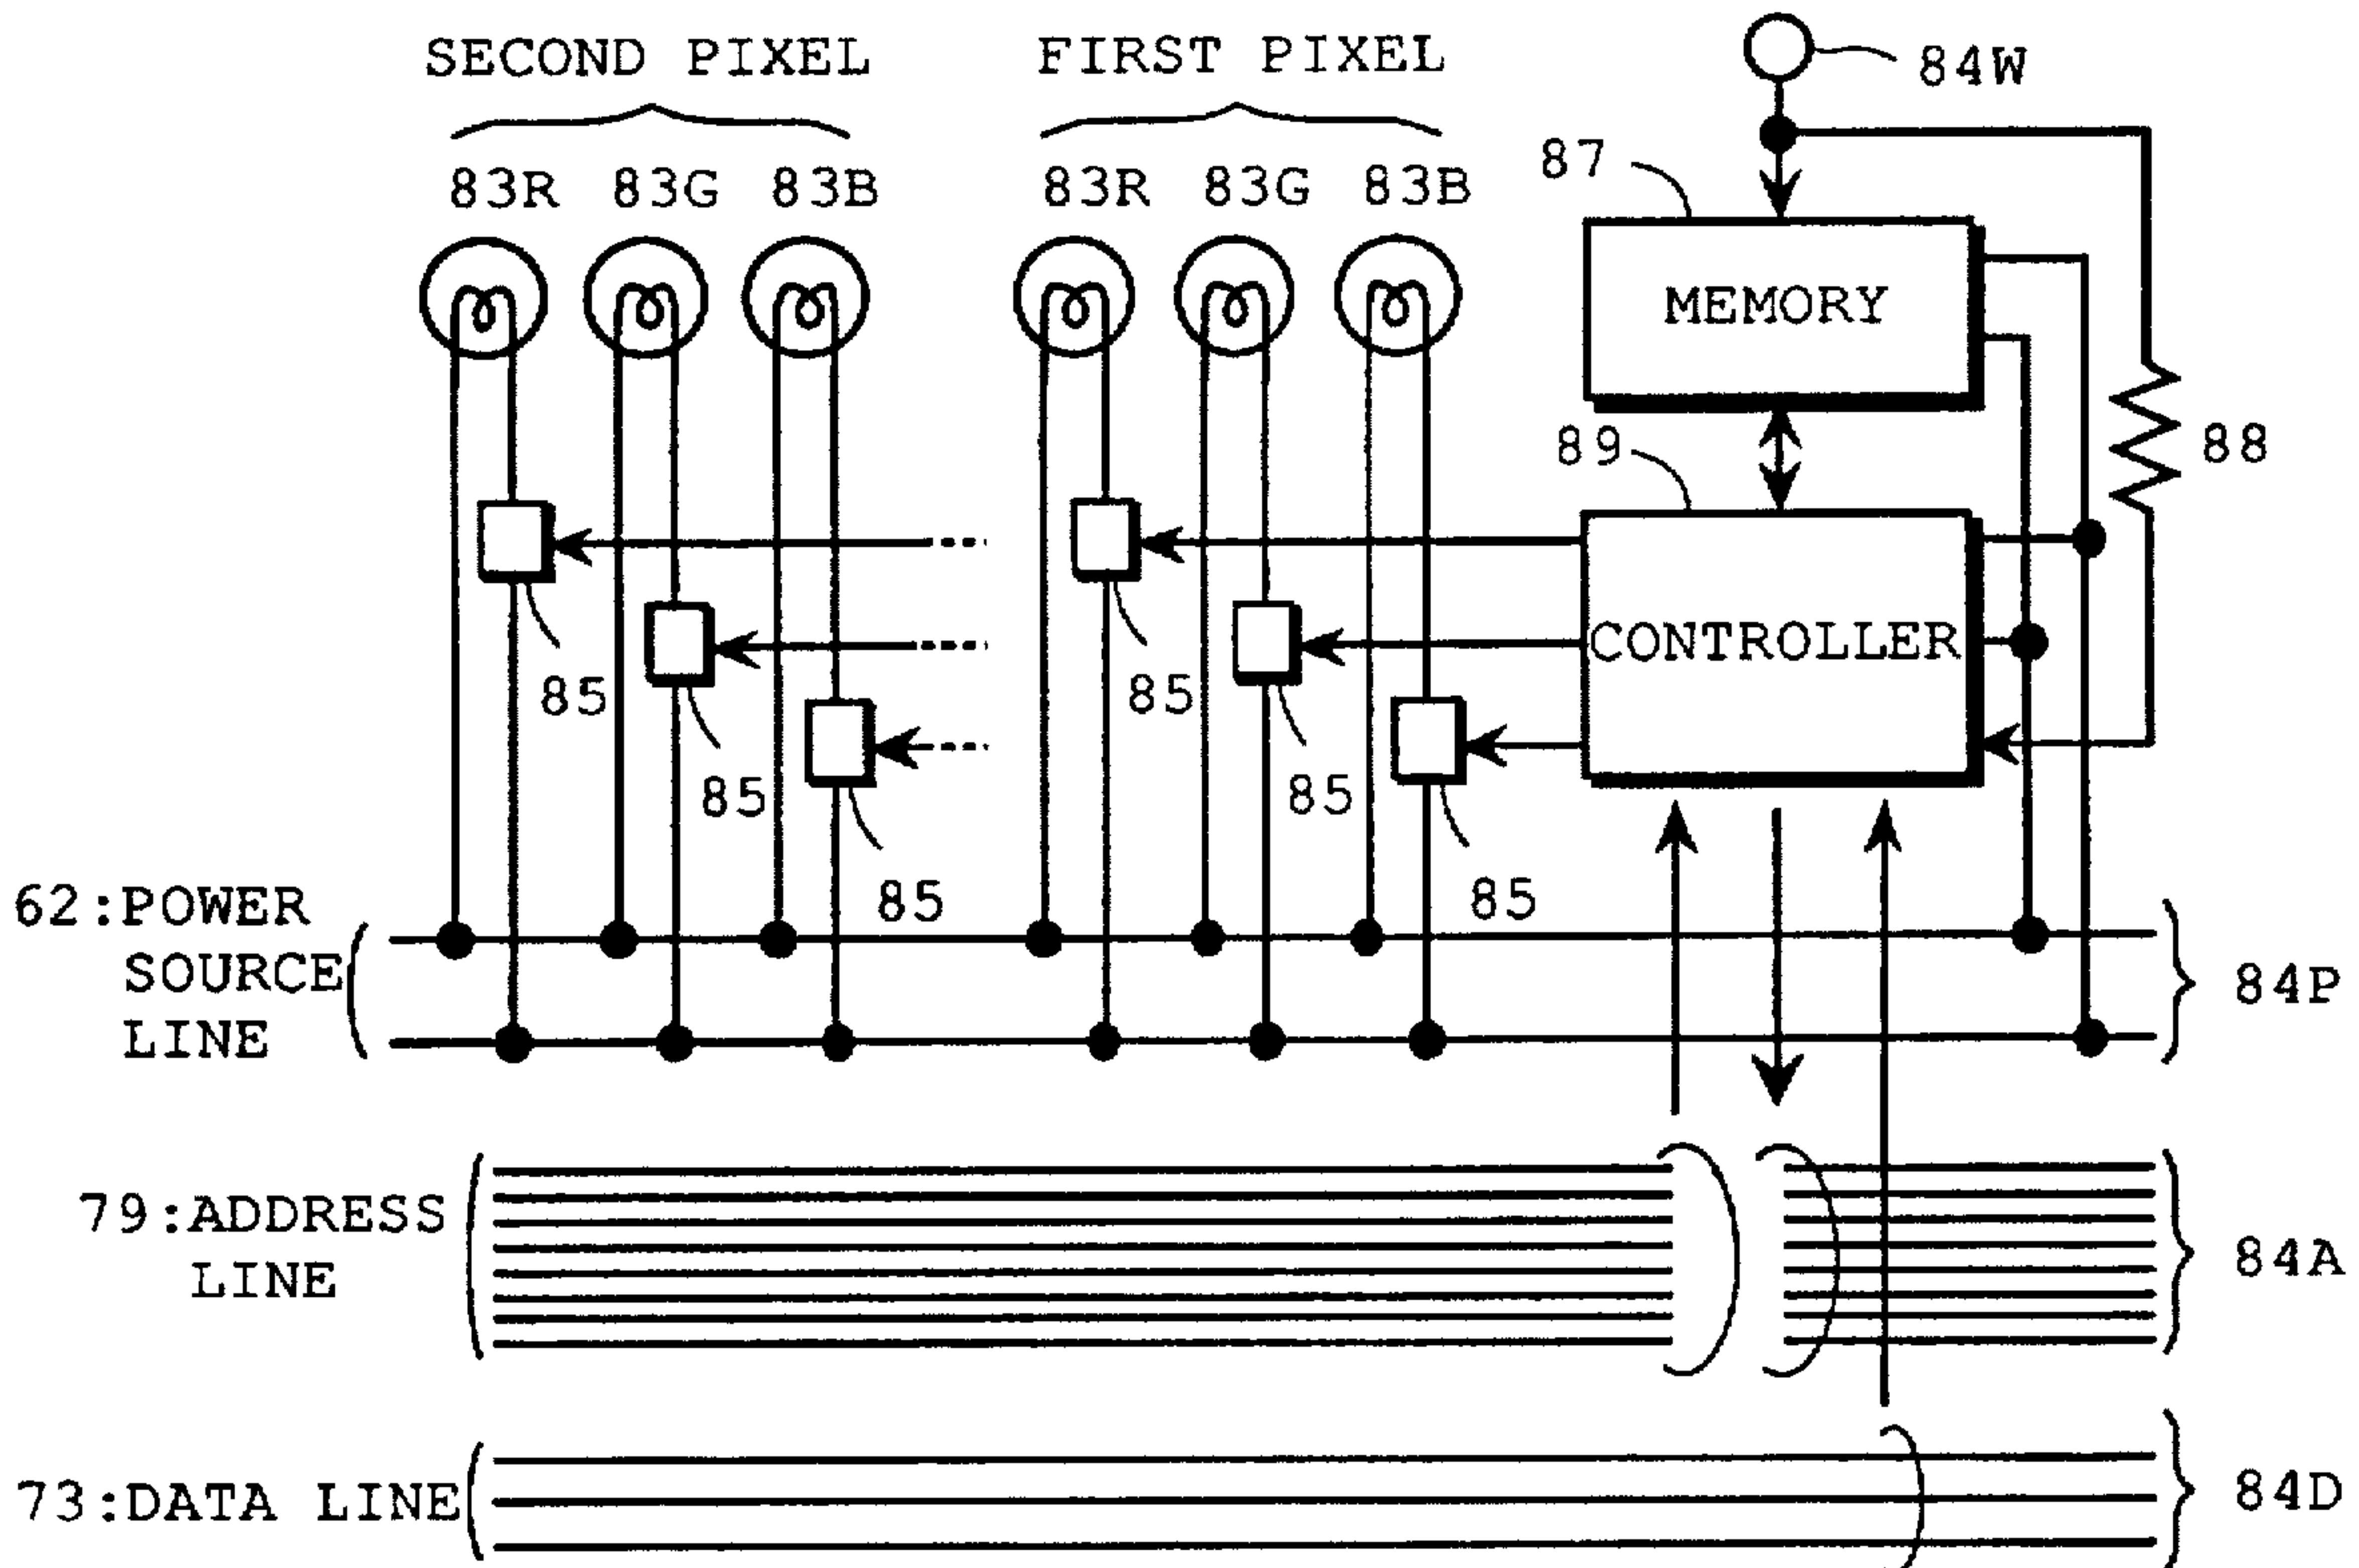 SECOND PIXEL
FIRST PIXEL
84W
87
83R 83G 83B
83R 83G 83B
MEMORY
88
89
CONTROLLER
85
85
85
85
85
85
62:POWER
SOURCE
LINE
84P
79:ADDRESS
LINE
84A
73:DATA LINE
84D